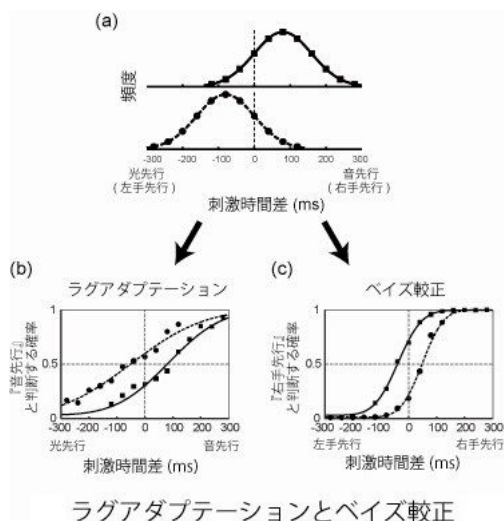 (a)
頻度
-300 -200 -100 0 100 200 300
光先行 音先行
(左手先行) (右手先行)
刺激時間差 (ms)
(b) ラグアダプテーション
『音先行』
と判断する確率
1
0.5
0
-300 -200 -100 0 100 200 300
光先行 音先行
刺激時間差 (ms)
(c) ベイズ較正
『右手先行』
と判断する確率
1.0
0.5
0
-300 -200 -100 0 100 200 300
左手先行 右手先行
刺激時間差 (ms)
ラグアダプテーションとベイズ較正